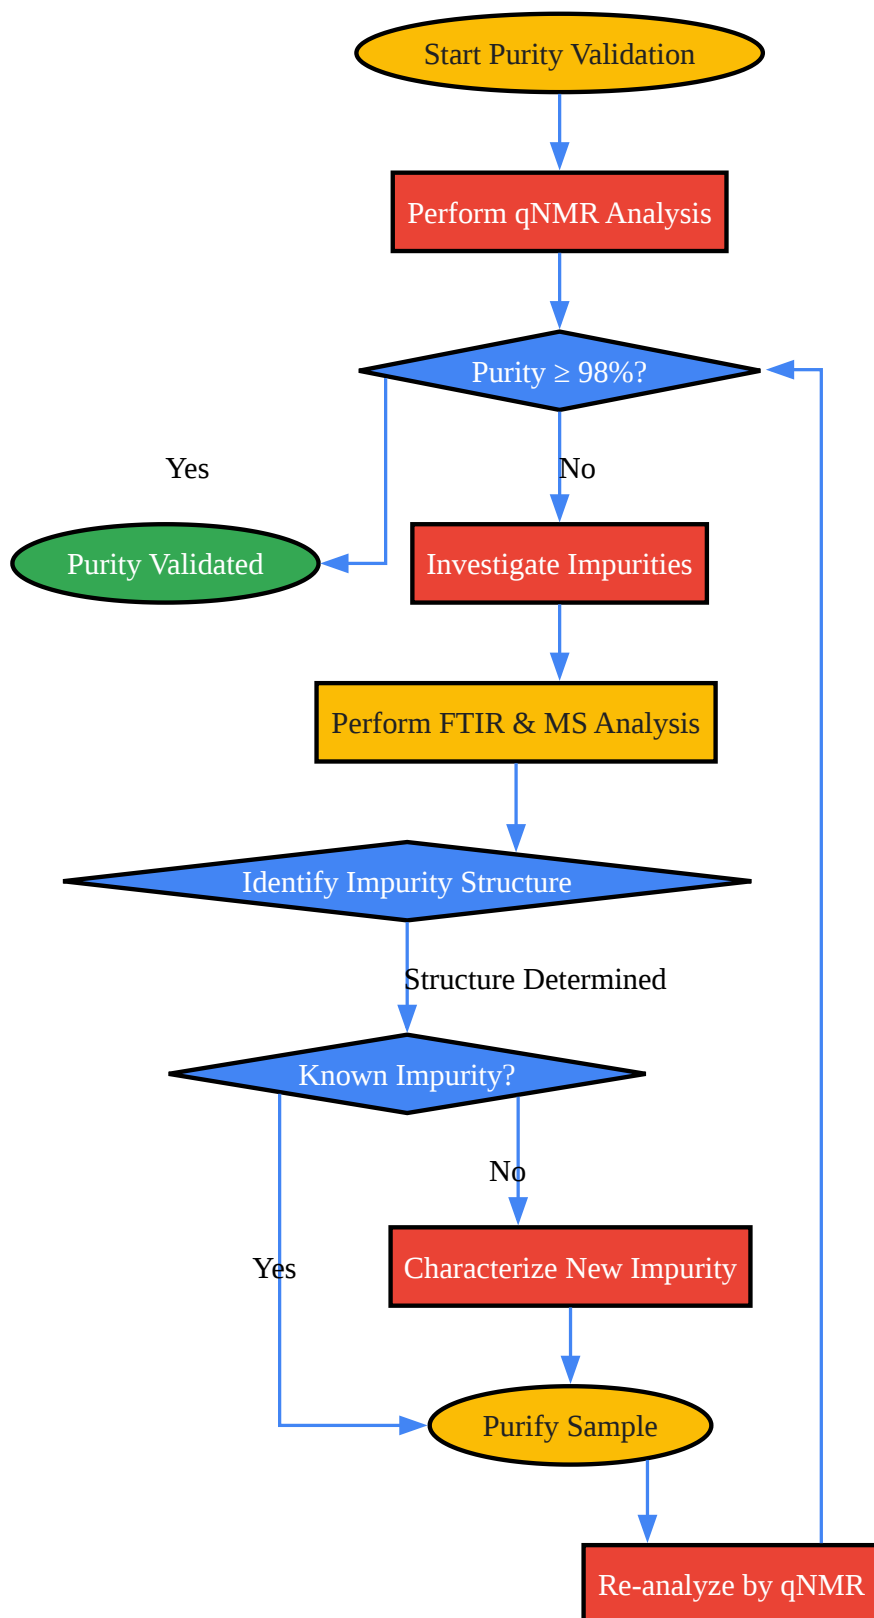 Start Purity Validation
Perform qNMR Analysis
Purity ≥ 98%?
Yes
No
Purity Validated
Investigate Impurities
Perform FTIR & MS Analysis
Identify Impurity Structure
Structure Determined
Known Impurity?
No
Yes
Characterize New Impurity
Purify Sample
Re-analyze by qNMR